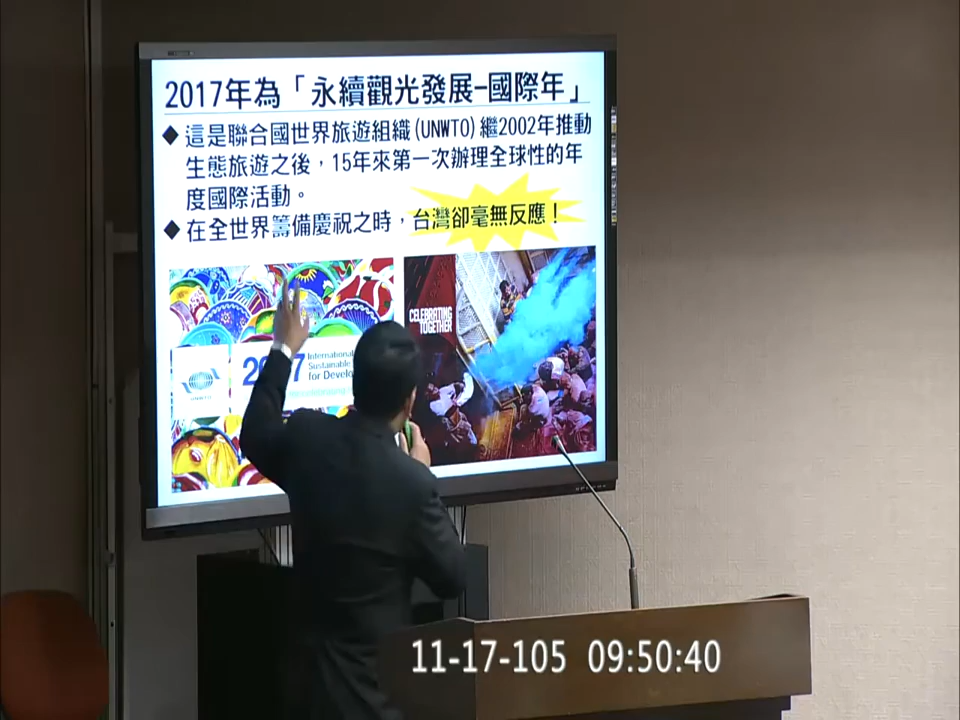 2017年為「永續觀光發展-國際年」
◆ 這是聯合國世界旅遊組織(UNWTO)繼2002年推動
生態旅遊之後，15年來第一次辦理全球性的年
度國際活動。
◆ 在全世界籌備慶祝之時，台灣卻毫無反應！
CELEBRATING
TOGETHER
International
Sustainable
for Develo
UNWTO
11-17-105 09:50:40